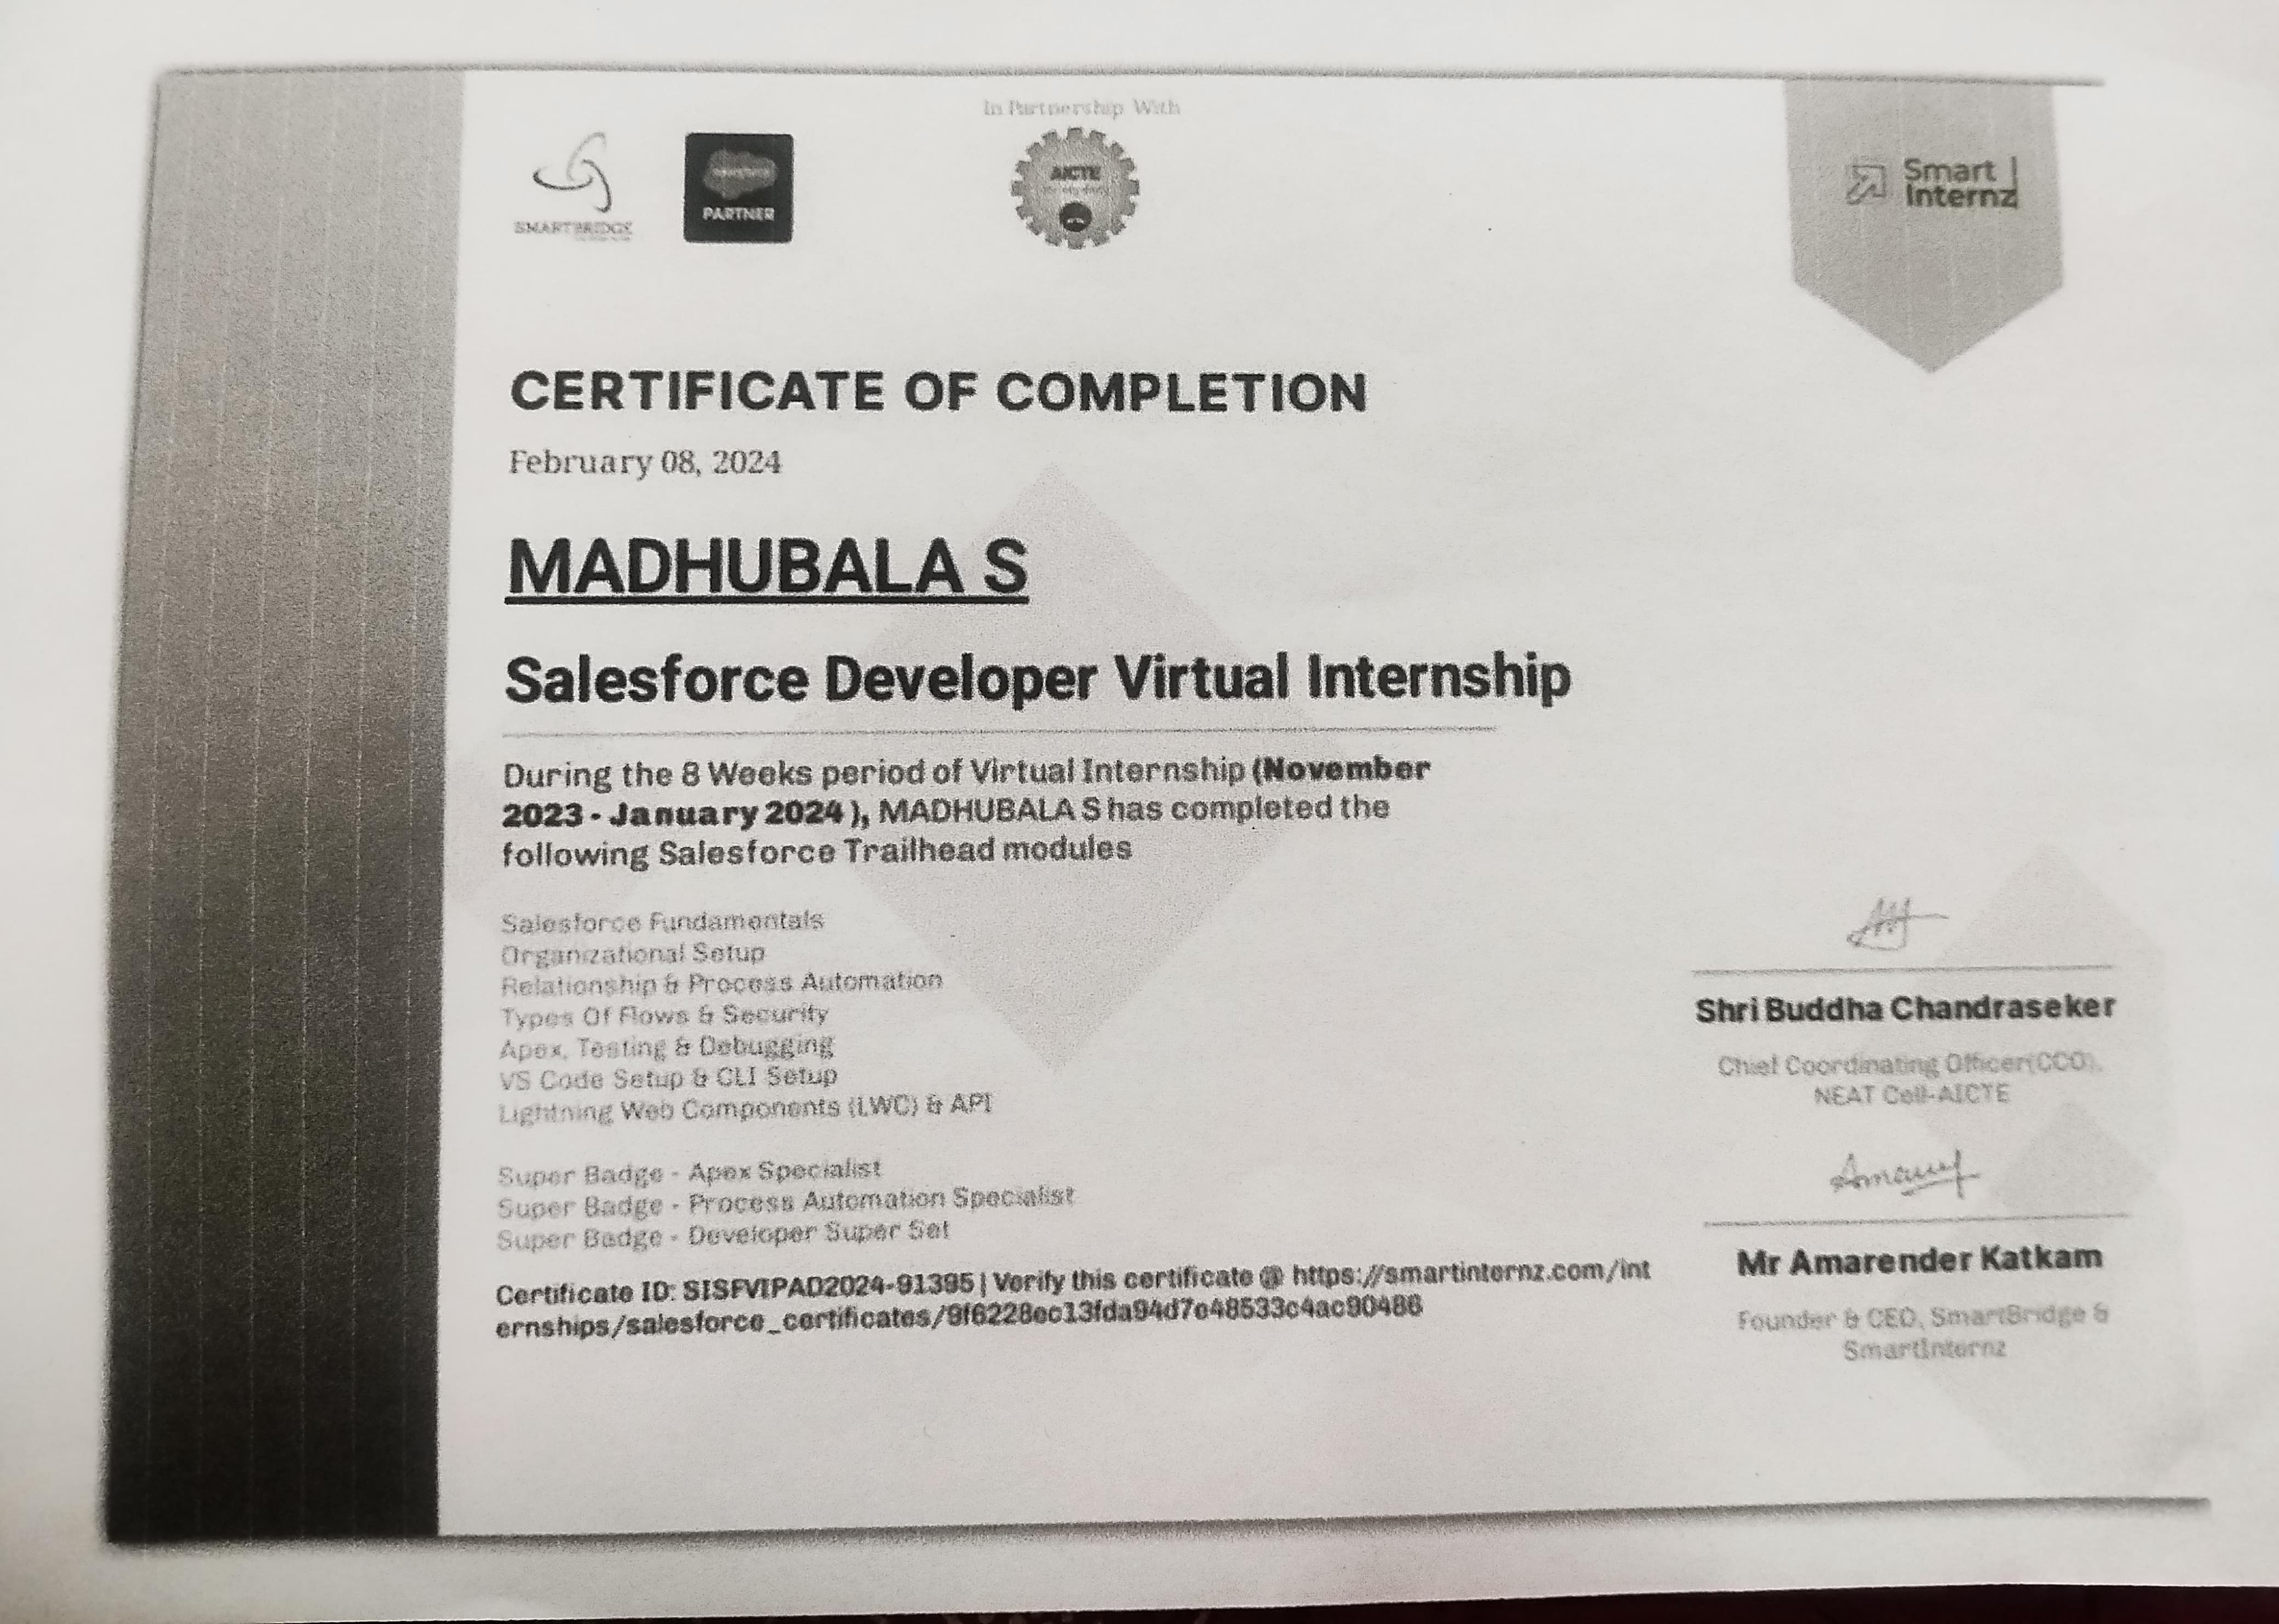 In Partnership With
SMARTBRIDGE
salesforce
PARTNER
AICTE
Smart
Internz
CERTIFICATE OF COMPLETION
February 08, 2024
MADHUBALA S
Salesforce Developer Virtual Internship
During the 8 Weeks period of Virtual Internship (November
2023 - January 2024 ), MADHUBALA S has completed the
following Salesforce Trailhead modules
Salesforce Fundamentals
Organizational Setup
Relationship & Process Automation
Types Of Flows & Security
Apex, Testing & Debugging
VS Code Setup & CLI Setup
Lightning Web Components (LWC) & API
Super Badge - Apex Specialist
Super Badge - Process Automation Specialist
Super Badge - Developer Super Set
Certificate ID: SISFVIPAD2024-91395 | Verify this certificate @ https://smartinternz.com/int
ernships/salesforce_certificates/9f6228ec13fda94d7e48533c4ac90486
Shri Buddha Chandraseker
Chief Coordinating Officer(CCO),
NEAT Cell-AICTE
Mr Amarender Katkam
Founder & CEO, SmartBridge &
SmartInternz